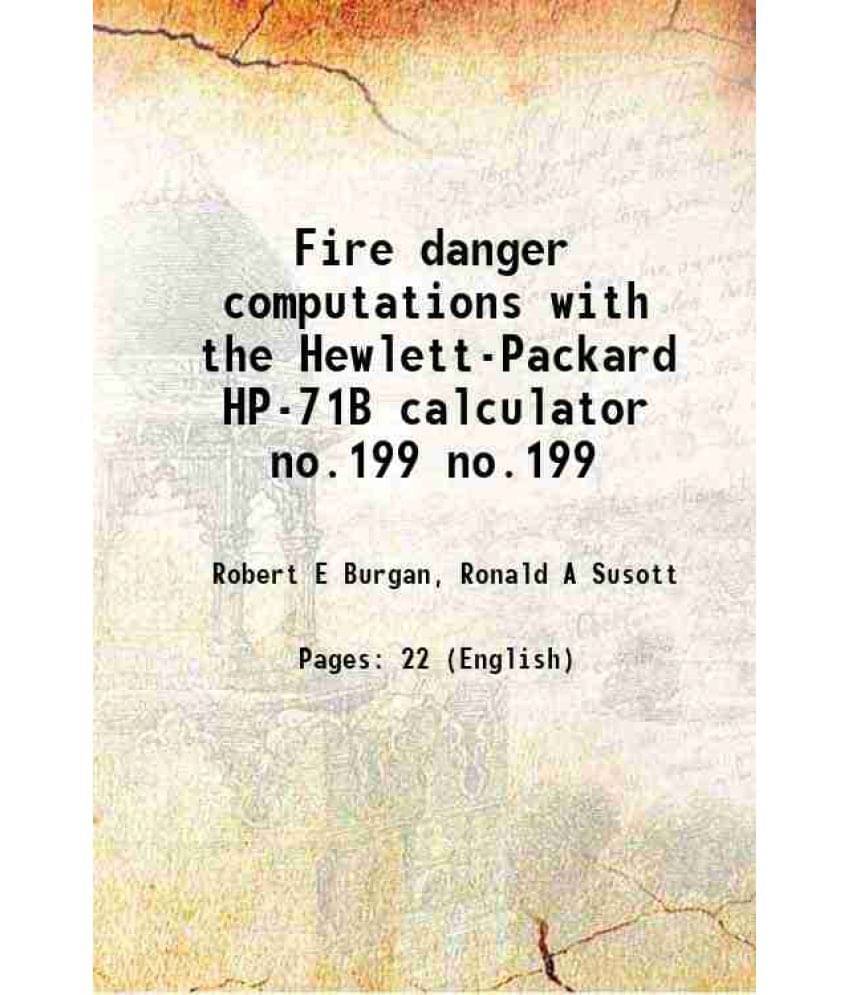 Fire danger
computations with
the Hewlett-Packard
HP-71B calculator
no.199 no.199
Robert E Burgan, Ronald A Susott
Pages: 22 (English)